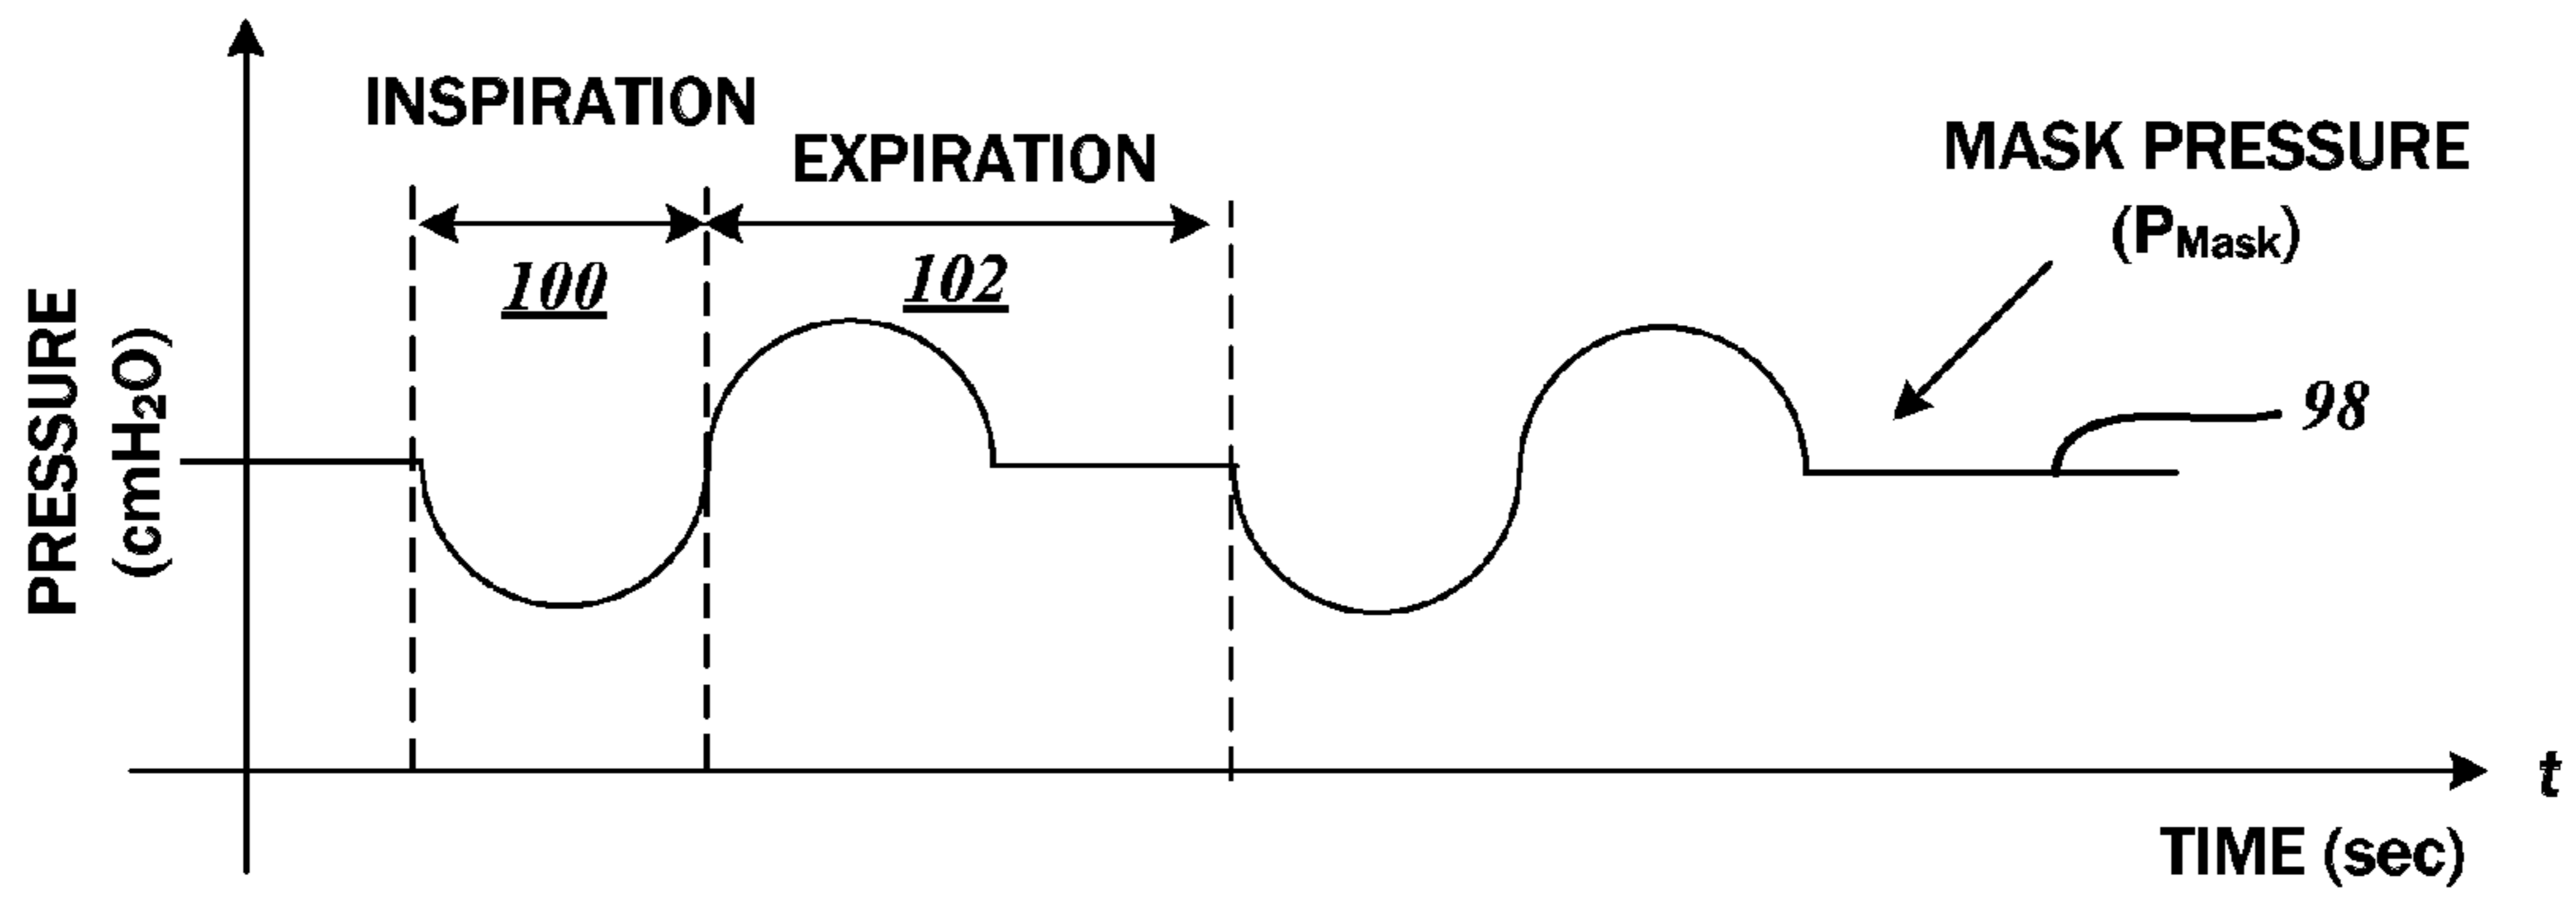 INSPIRATION
EXPIRATION
MASK PRESSURE
(PMask)
100
102
98
PRESSURE
(cmH2O)
t
TIME (sec)